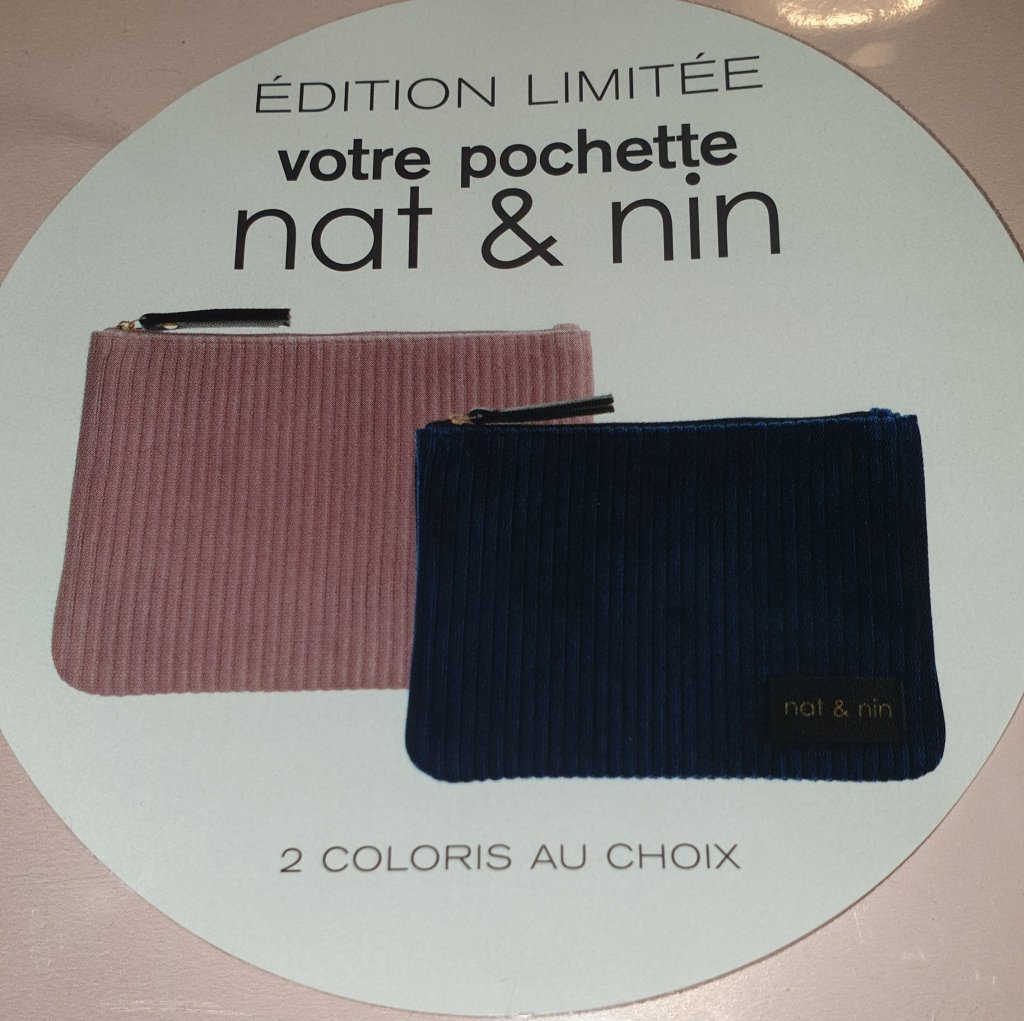 ÉDITION LIMITÉE
votre pochette
nat & nin
nat & nin
2 COLORIS AU CHOIX